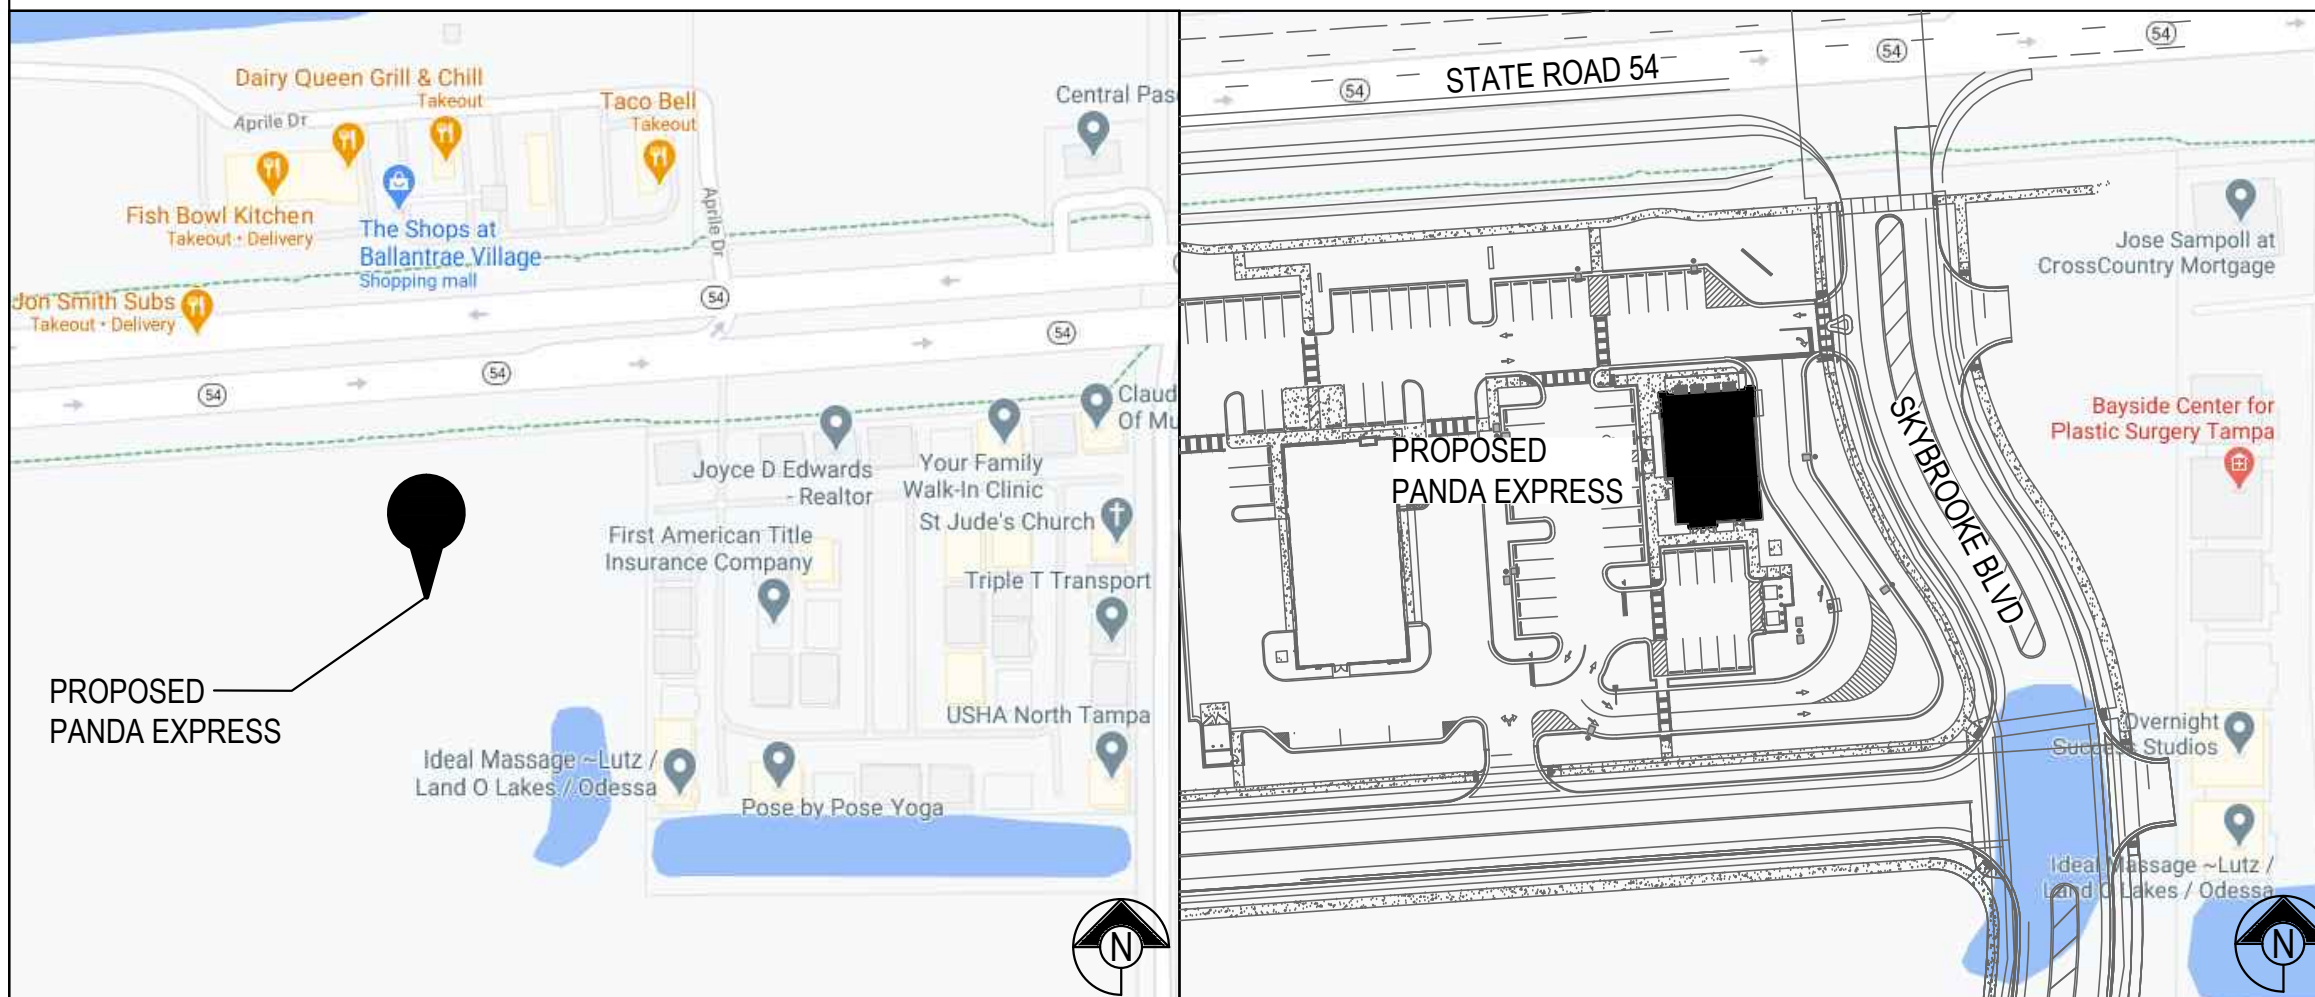 Dairy Queen Grill & Chill
Takeout
Aprile Dr
Taco Bell
Takeout
Central Pas
Fish Bowl Kitchen
Takeout • Delivery
The Shops at
Ballantrae Village
Shopping mall
Aprile Dr
Jon Smith Subs
Takeout • Delivery
54
54
54
54
Claud
Of Mu
Joyce D Edwards
- Realtor
Your Family
Walk-In Clinic
St Jude's Church
First American Title
Insurance Company
Triple T Transport
PROPOSED
PANDA EXPRESS
USHA North Tampa
Ideal Massage ~Lutz /
Land O Lakes / Odessa
Pose by Pose Yoga
N
STATE ROAD 54
54
54
54
Jose Sampoll at
CrossCountry Mortgage
SKYBROOKE BLVD
Bayside Center for
Plastic Surgery Tampa
PROPOSED
PANDA EXPRESS
Overnight
Success Studios
Ideal Massage ~Lutz /
Land O Lakes / Odessa
N